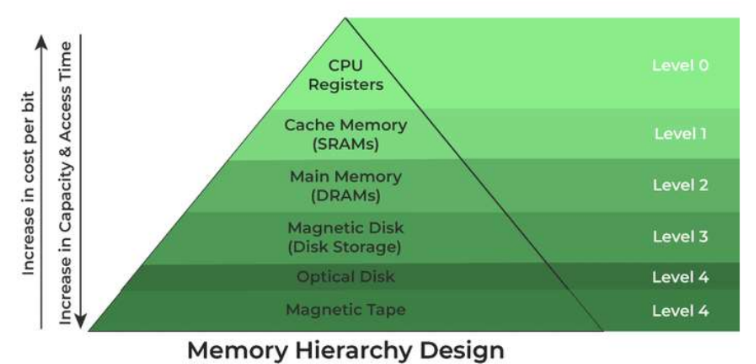 Increase in cost per bit
Increase in Capacity & Access Time
CPU
Registers
Level 0
Cache Memory
(SRAMs)
Level 1
Main Memory
(DRAMs)
Level 2
Magnetic Disk
(Disk Storage)
Level 3
Optical Disk
Level 4
Magnetic Tape
Level 4
Memory Hierarchy Design